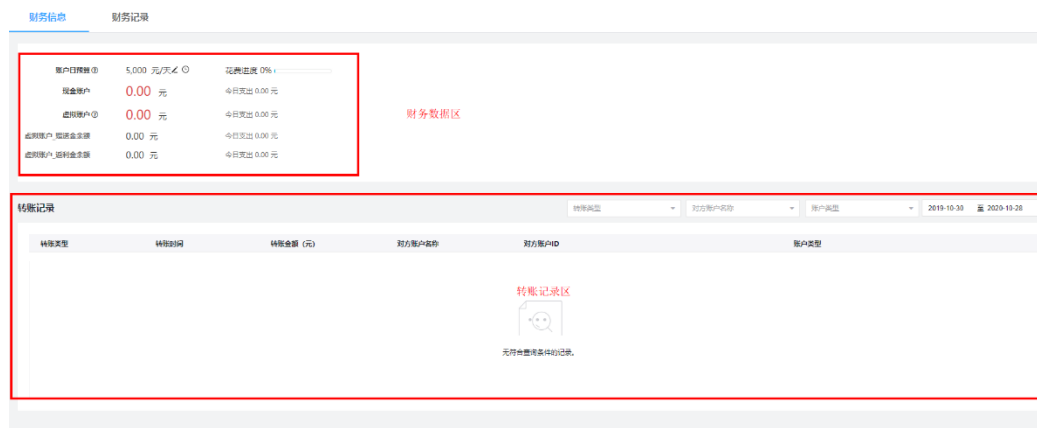 财务信息 财务记录
账户日预算 5,000 元/天 花费进度 0%
现金账户 0.00 元 今日支出 0.00 元
虚拟账户 0.00 元 今日支出 0.00 元
财务数据区
虚拟账户_赠送金余额 0.00 元 今日支出 0.00 元
虚拟账户_返利金余额 0.00 元 今日支出 0.00 元
转账记录 转账类型 对方账户名称 账户类型 2019-10-30 至 2020-10-28
转账类型 转账时间 转账金额（元） 对方账户名称 对方账户ID 账户类型
转账记录区
无符合查询条件的记录。